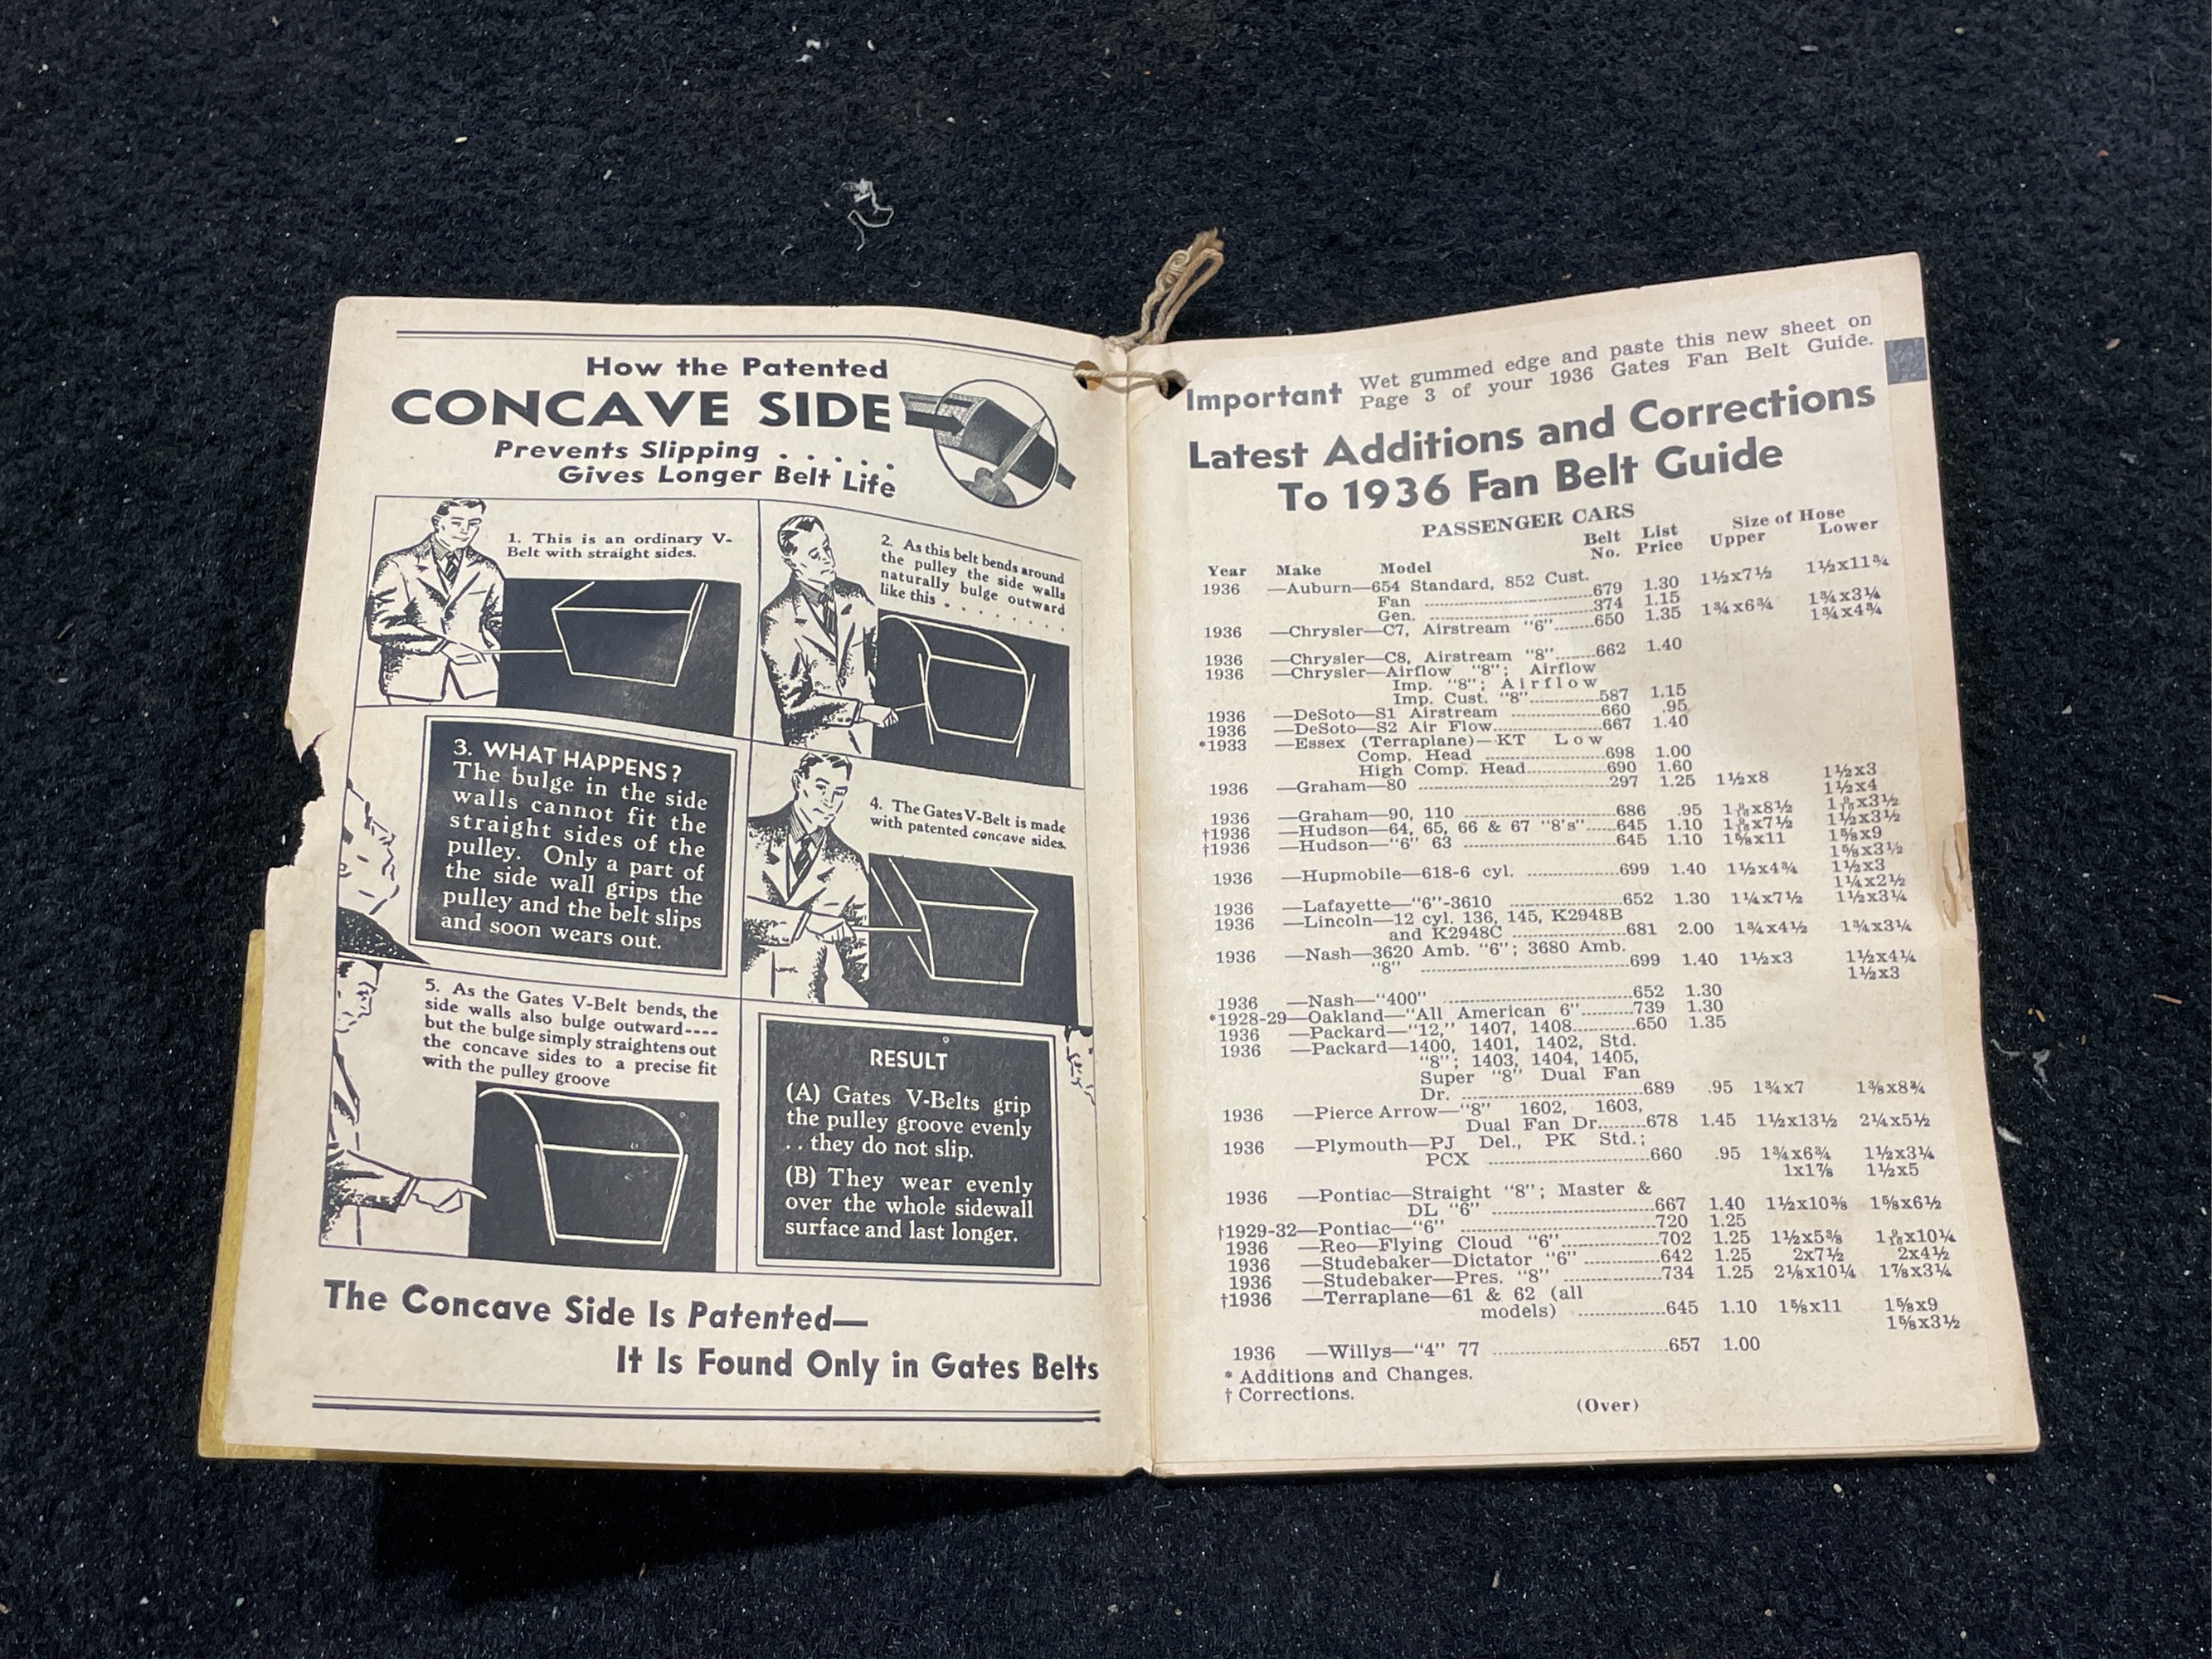 How the Patented
CONCAVE SIDE
Prevents Slipping . . . . .
Gives Longer Belt Life
1. This is an ordinary V-
Belt with straight sides.
2. As this belt bends around
the pulley the side walls
naturally bulge outward
like this . . . . . . .
3. WHAT HAPPENS?
The bulge in the side
walls cannot fit the
straight sides of the
pulley. Only a part of
the side wall grips the
pulley and the belt slips
and soon wears out.
4. The Gates V-Belt is made
with patented concave sides.
5. As the Gates V-Belt bends, the
side walls also bulge outward----
but the bulge simply straightens out
the concave sides to a precise fit
with the pulley groove
RESULT
(A) Gates V-Belts grip
the pulley groove evenly
. . they do not slip.
(B) They wear evenly
over the whole sidewall
surface and last longer.
The Concave Side Is Patented—
It Is Found Only in Gates Belts
Important Wet gummed edge and paste this new sheet on
Page 3 of your 1936 Gates Fan Belt Guide.
Latest Additions and Corrections
To 1936 Fan Belt Guide
PASSENGER CARS
Belt List Size of Hose
Year Make Model No. Price Upper Lower
1936 —Auburn—654 Standard, 852 Cust.
Fan ........679 1.30 1½x7½ 1½x11¾
Gen. ........374 1.15
1936 —Chrysler—C7, Airstream "6"........650 1.35 1¾x6¾ 1¾x3¼
1¾x4¾
1936 —Chrysler—C8, Airstream "8"........662 1.40
1936 —Chrysler—Airflow "8"; Airflow
Imp. "8"; Airflow
Imp. Cust. "8"........587 1.15
1936 —DeSoto—S1 Airstream ........660 .95
1936 —DeSoto—S2 Air Flow........667 1.40
*1933 —Essex (Terraplane)—KT Low
Comp. Head ........698 1.00
High Comp. Head........690 1.60
1936 —Graham—80 ........297 1.25 1½x8 1½x3
1½x4
1936 —Graham—90, 110 ........686 .95 1 9/16x8½ 1 9/16x3½
†1936 —Hudson—64, 65, 66 & 67 "8's"........645 1.10 1 9/16x7½ 1½x3½
†1936 —Hudson—"6" 63 ........645 1.10 1⅝x11 1⅝x9
1⅝x3½
1936 —Hupmobile—618-6 cyl. ........699 1.40 1½x4¾ 1½x3
1¼x2½
1936 —Lafayette—"6"-3610 ........652 1.30 1¼x7½ 1½x3¼
1936 —Lincoln—12 cyl. 136, 145, K2948B
and K2948C ........681 2.00 1¾x4½ 1¾x3¼
1936 —Nash—3620 Amb. "6"; 3680 Amb.
"8" ........699 1.40 1½x3 1½x4¼
1½x3
1936 —Nash—"400" ........652 1.30
*1928-29—Oakland—"All American 6"........739 1.30
1936 —Packard—"12," 1407, 1408........650 1.35
1936 —Packard—1400, 1401, 1402, Std.
"8"; 1403, 1404, 1405,
Super "8" Dual Fan
Dr. ........689 .95 1¾x7 1⅜x8¾
1936 —Pierce Arrow—"8" 1602, 1603,
Dual Fan Dr........678 1.45 1½x13½ 2¼x5½
1936 —Plymouth—PJ Del., PK Std.;
PCX ........660 .95 1¾x6¾ 1½x3¼
1x1⅞ 1½x5
1936 —Pontiac—Straight "8"; Master &
DL "6" ........667 1.40 1½x10⅜ 1⅝x6½
†1929-32—Pontiac—"6" ........720 1.25
1936 —Reo—Flying Cloud "6"........702 1.25 1½x5⅜ 1 9/16x10¼
1936 —Studebaker—Dictator "6" ........642 1.25 2x7½ 2x4½
1936 —Studebaker—Pres. "8" ........734 1.25 2⅛x10¼ 1⅞x3¼
†1936 —Terraplane—61 & 62 (all
models) ........645 1.10 1⅝x11 1⅝x9
1⅝x3½
1936 —Willys—"4" 77 ........657 1.00
* Additions and Changes.
† Corrections.
(Over)